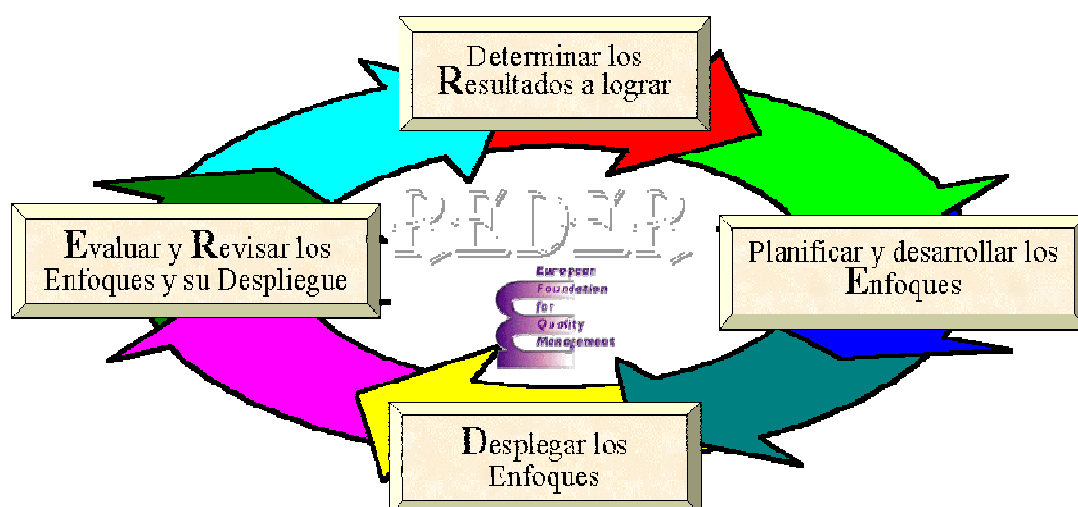 Determinar los
Resultados a lograr
REDER
Evaluar y Revisar los
Enfoques y su Despliegue
Planificar y desarrollar los
Enfoques
European
Foundation
for
Quality
Management
Desplegar los
Enfoques